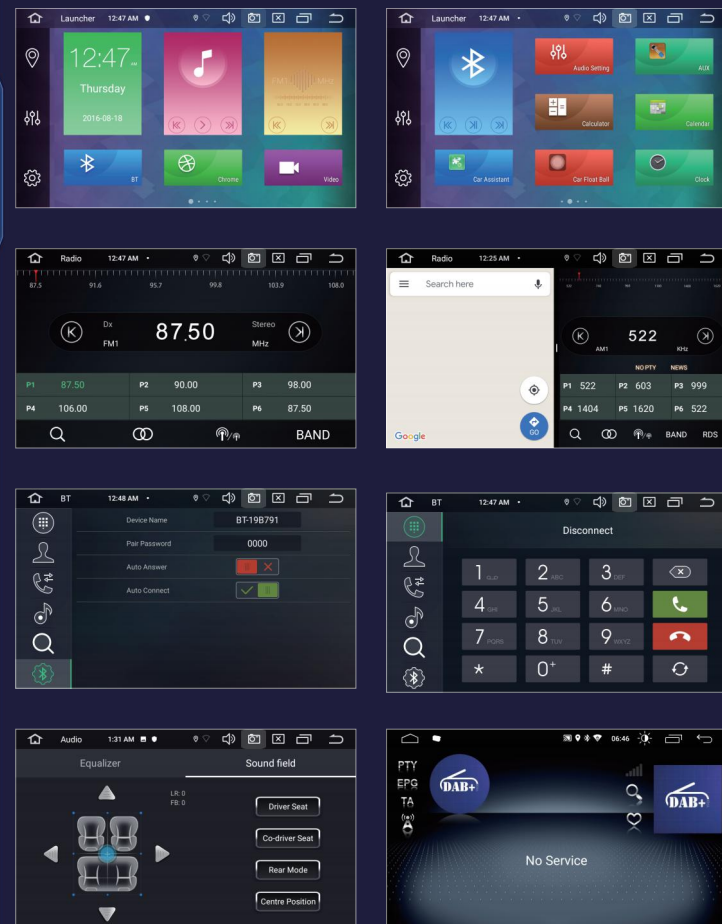 Launcher 12:47 AM
12:47 AM
Thursday
2016-08-18
FM1 MHZ
BT
Chrome
Video
Launcher 12:47 AM
Audio Setting
AUX
Calculator
Calendar
Car Assistant
Car Float Ball
Clock
Radio 12:47 AM
87.5 91.6 95.7 99.8 103.9 108.0
Dx 87.50 Stereo
FM1 MHz
P1 87.50 P2 90.00 P3 98.00
P4 106.00 P5 108.00 P6 87.50
BAND
Radio 12:25 AM
Search here
GO
Google
522
AM1 KHz
NO PTY NEWS
P1 522 P2 603 P3 999
P4 1404 P5 1620 P6 522
BAND RDS
BT 12:48 AM
Device Name BT-19B791
Pair Password 0000
Auto Answer
Auto Connect
BT 12:47 AM
Disconnect
1 2 ABC 3 DEF
4 GHI 5 JKL 6 MNO
7 PQRS 8 TUV 9 WXYZ
* 0+ #
Audio 1:31 AM
Equalizer Sound field
LR: 0
FB: 0
Driver Seat
Co-driver Seat
Rear Mode
Centre Position
06:46
PTY
EPG
TA
DAB+
DAB+
No Service